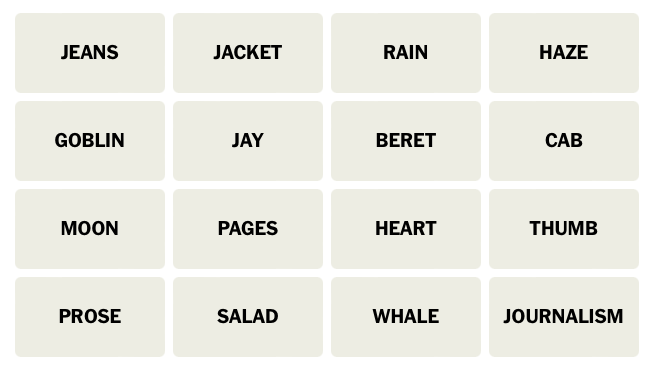 JEANS JACKET RAIN HAZE
GOBLIN JAY BERET CAB
MOON PAGES HEART THUMB
PROSE SALAD WHALE JOURNALISM